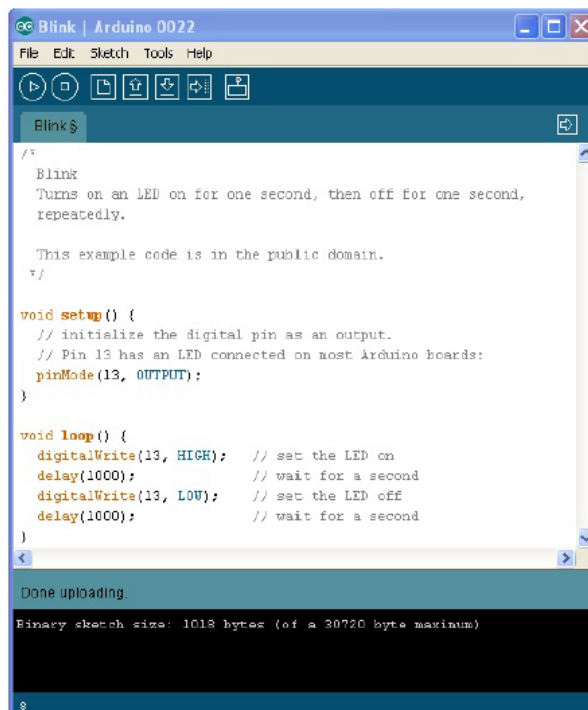 Blink | Arduino 0022
File Edit Sketch Tools Help
Blink §
/*
Blink
Turns on an LED on for one second, then off for one second,
repeatedly.
This example code is in the public domain.
*/
void setup() {
// initialize the digital pin as an output.
// Pin 13 has an LED connected on most Arduino boards:
pinMode(13, OUTPUT);
}
void loop() {
digitalWrite(13, HIGH); // set the LED on
delay(1000); // wait for a second
digitalWrite(13, LOW); // set the LED off
delay(1000); // wait for a second
}
Done uploading.
Binary sketch size: 1018 bytes (of a 30720 byte maximum)
8